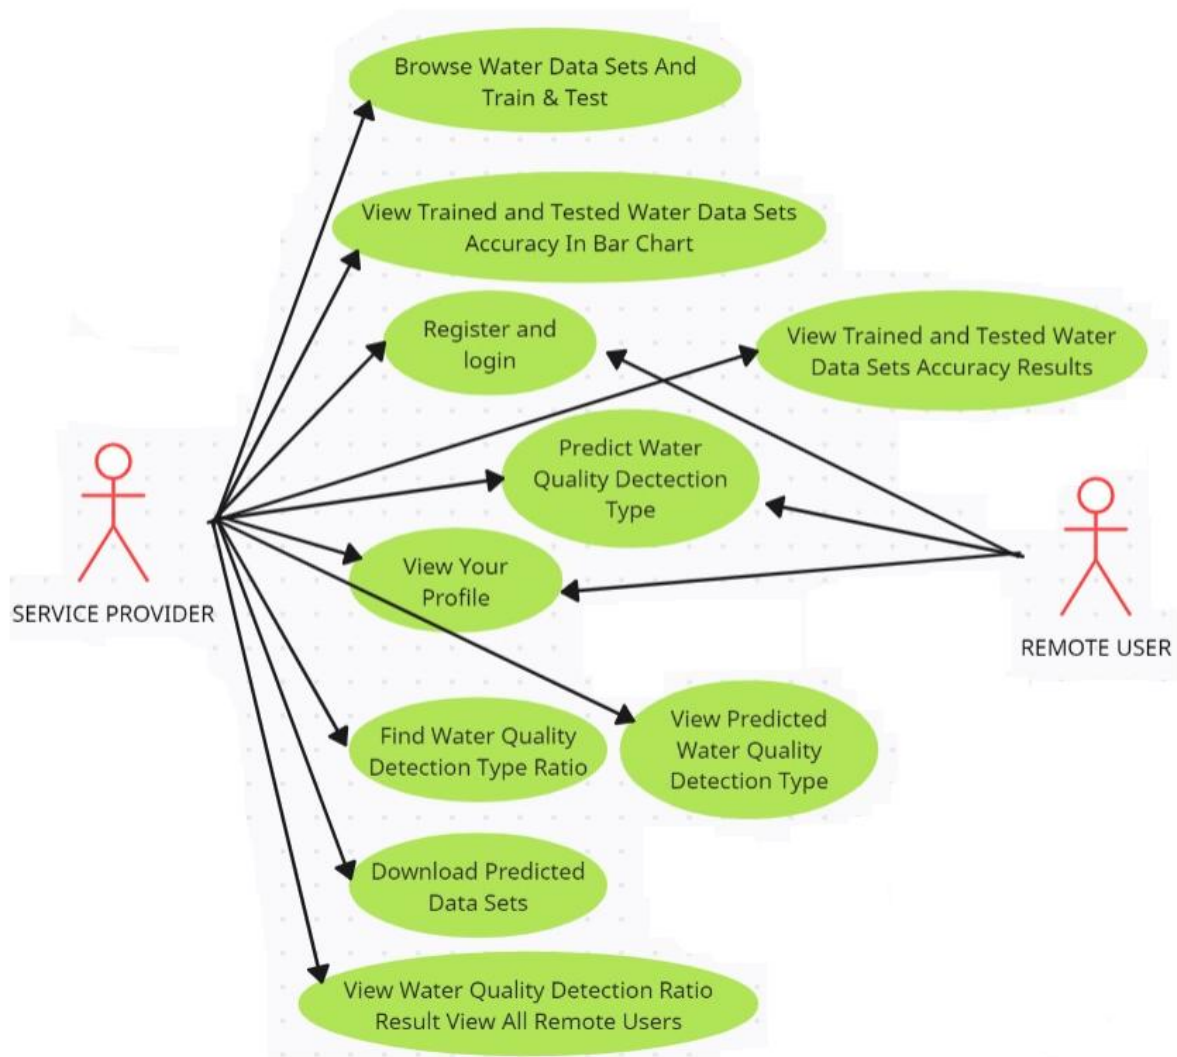 Browse Water Data Sets And
Train & Test
View Trained and Tested Water Data Sets
Accuracy In Bar Chart
Register and
login
View Trained and Tested Water
Data Sets Accuracy Results
Predict Water
Quality Dectection
Type
View Your
Profile
SERVICE PROVIDER
REMOTE USER
Find Water Quality
Detection Type Ratio
View Predicted
Water Quality
Detection Type
Download Predicted
Data Sets
View Water Quality Detection Ratio
Result View All Remote Users